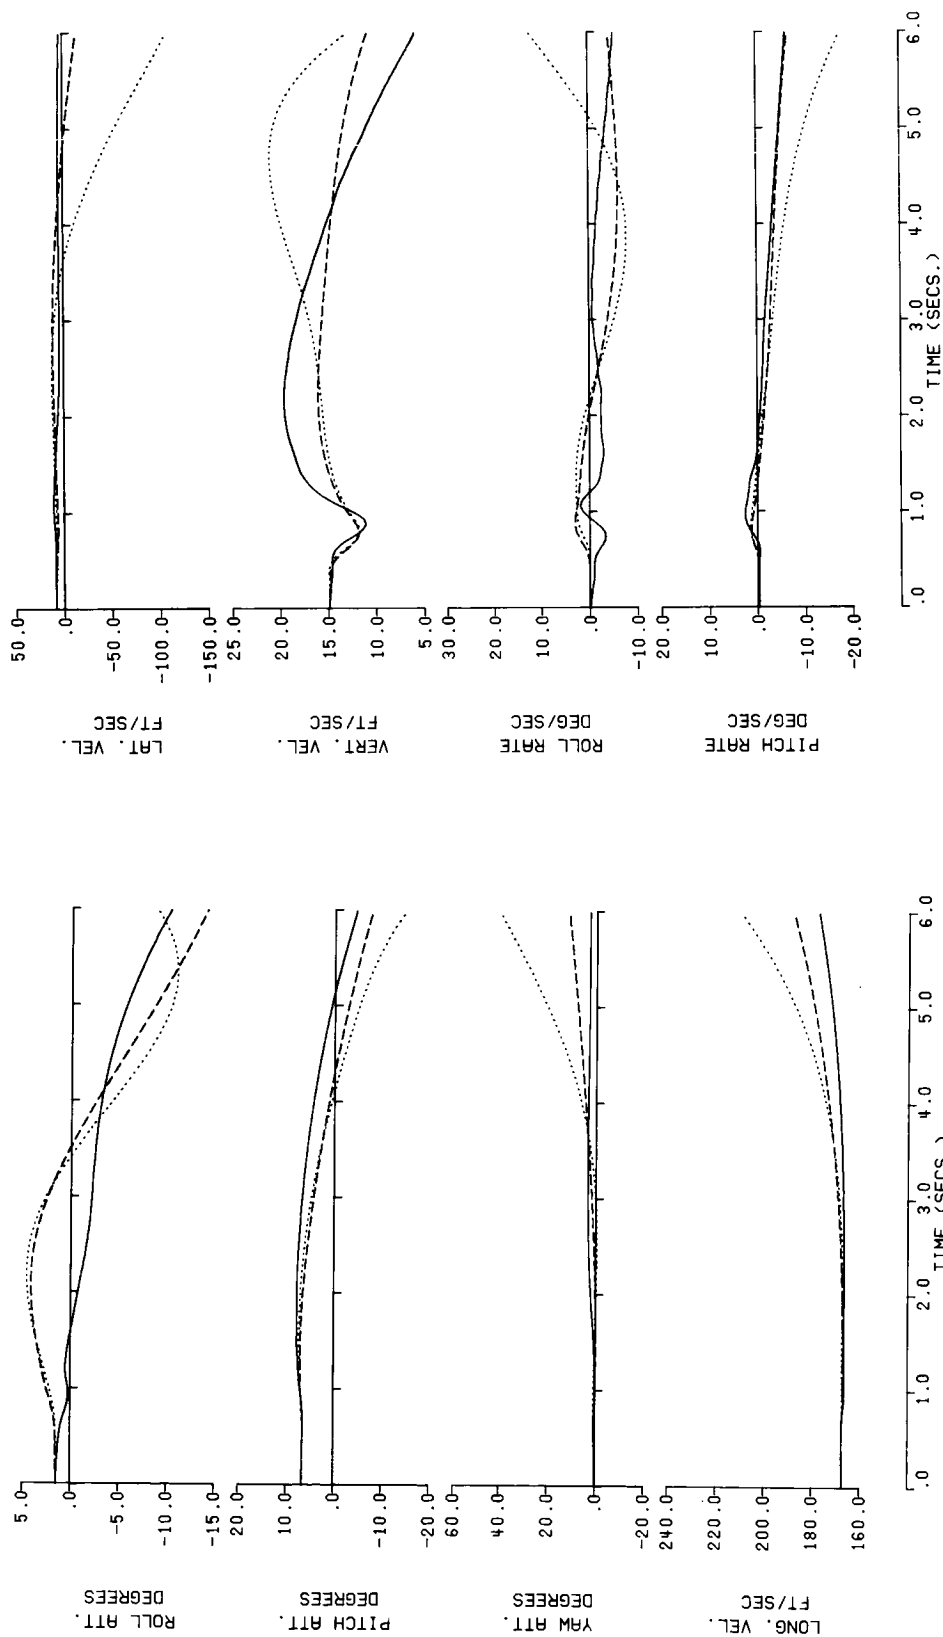 50.0
.0
-50.0
-100.0
-150.0
LAT. VEL.
FT/SEC
25.0
20.0
15.0
10.0
5.0
VERT. VEL.
FT/SEC
30.0
20.0
10.0
.0
-10.0
ROLL RATE
DEG/SEC
20.0
10.0
.0
-10.0
-20.0
PITCH RATE
DEG/SEC
.0 1.0 2.0 3.0 4.0 5.0 6.0
TIME (SECS.)
5.0
.0
-5.0
-10.0
-15.0
ROLL ATT.
DEGREES
20.0
10.0
.0
-10.0
-20.0
PITCH ATT.
DEGREES
60.0
40.0
20.0
.0
-20.0
YAW ATT.
DEGREES
220.0
200.0
180.0
160.0
LONG. VEL.
FT/SEC
.0 1.0 2.0 3.0 4.0 5.0 6.0
TIME (SECS.)